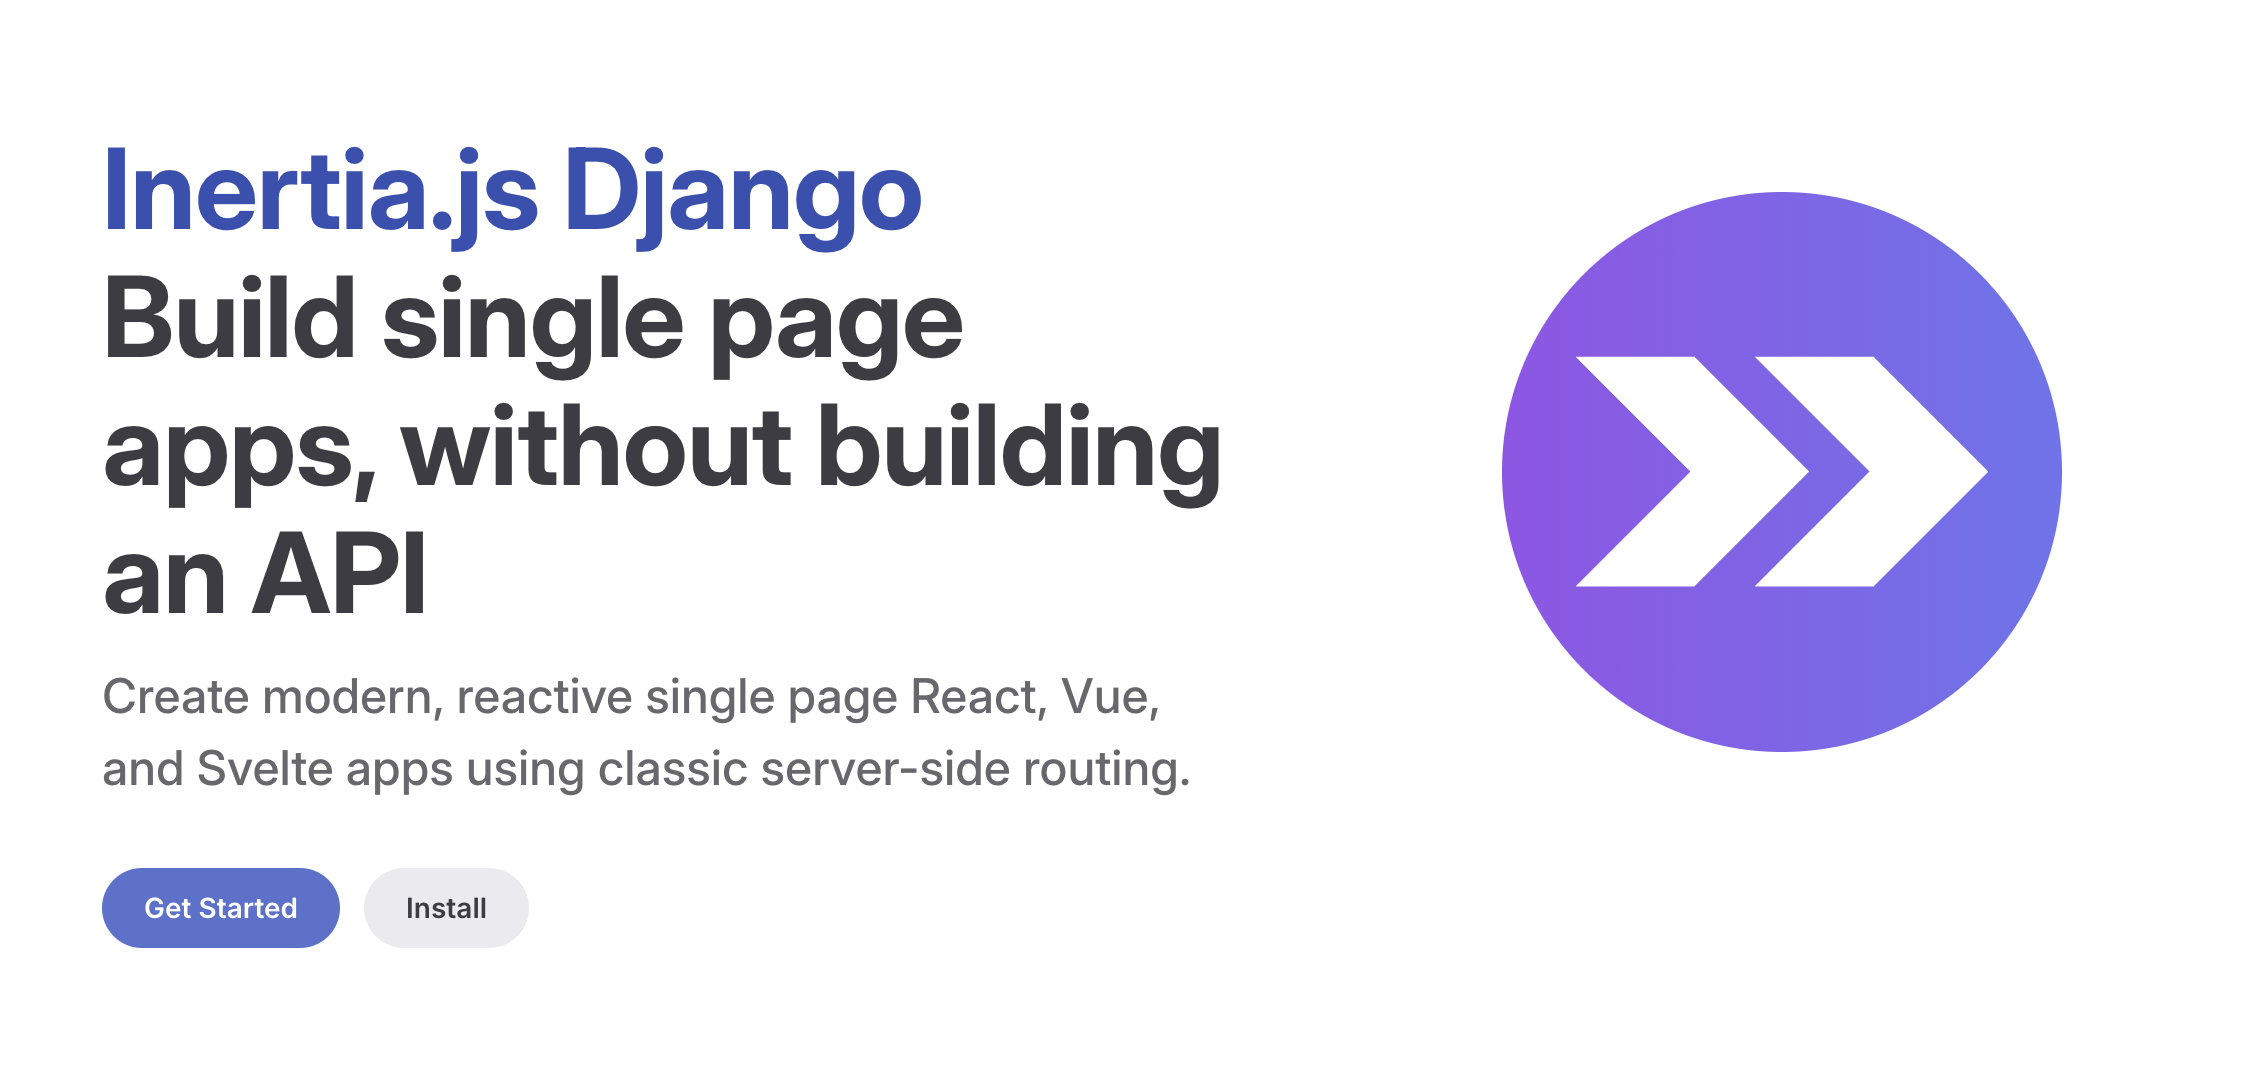 Inertia.js Django
Build single page
apps, without building
an API
Create modern, reactive single page React, Vue,
and Svelte apps using classic server-side routing.
Get Started
Install